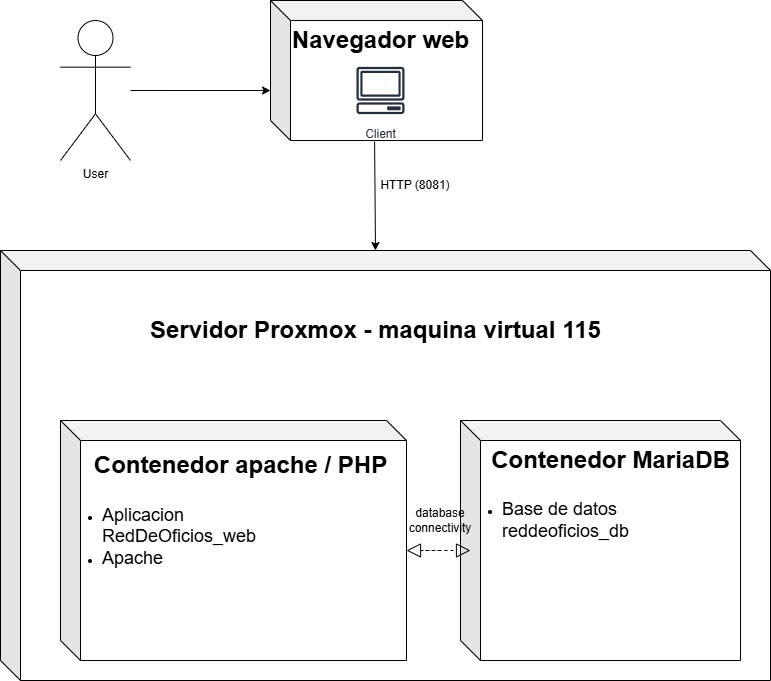 Navegador web
Client
User
HTTP (8081)
Servidor Proxmox - maquina virtual 115
Contenedor apache / PHP
• Aplicacion
RedDeOficios_web
• Apache
database
connectivity
Contenedor MariaDB
• Base de datos
reddeoficios_db